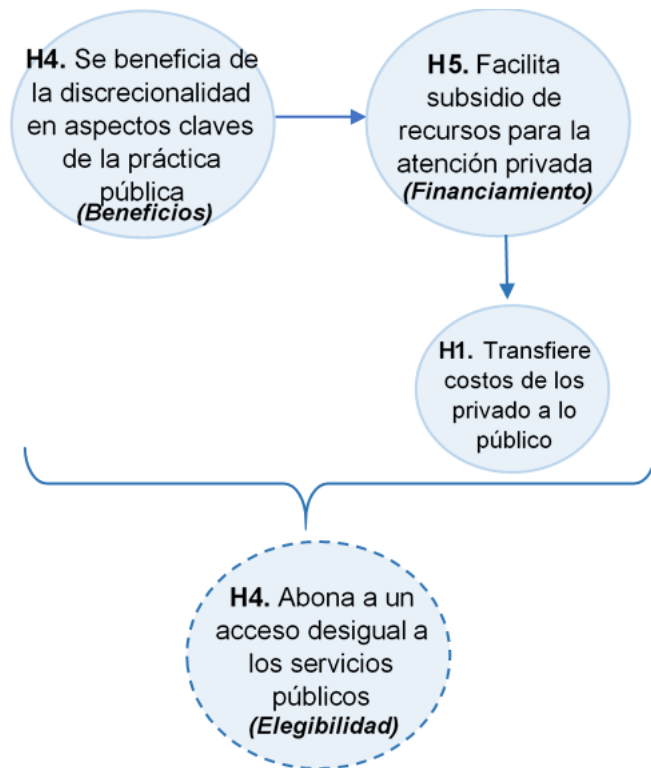 H4. Se beneficia de
la discrecionalidad
en aspectos claves
de la práctica
pública
(Beneficios)
H5. Facilita
subsidio de
recursos para la
atención privada
(Financiamiento)
H1. Transfiere
costos de los
privado a lo
público
H4. Abona a un
acceso desigual a
los servicios
públicos
(Elegibilidad)